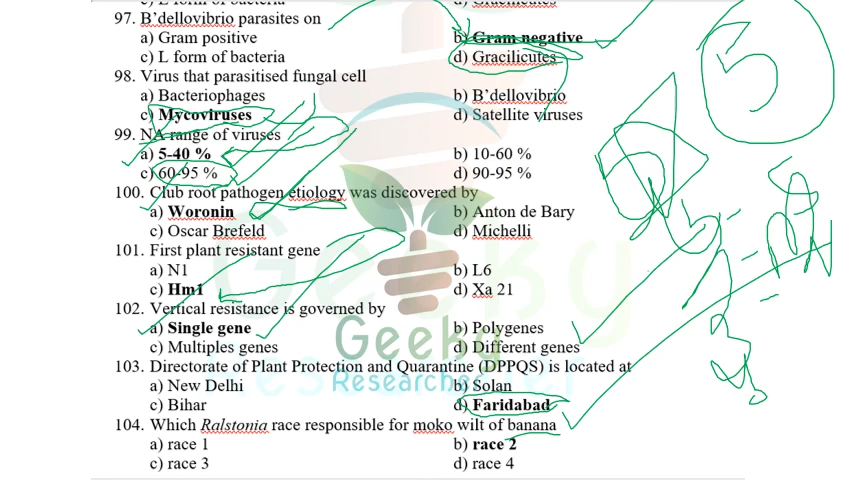 c) L form of bacteria d) Gracilicutes
97. B'dellovibrio parasites on
a) Gram positive b) Gram negative
c) L form of bacteria d) Gracilicutes
98. Virus that parasitised fungal cell
a) Bacteriophages b) B'dellovibrio
c) Mycoviruses d) Satellite viruses
99. NA range of viruses
a) 5-40 % b) 10-60 %
c) 60-95 % d) 90-95 %
100. Club root pathogen etiology was discovered by
a) Woronin b) Anton de Bary
c) Oscar Brefeld d) Michelli
101. First plant resistant gene
a) N1 b) L6
c) Hm1 d) Xa 21
102. Vertical resistance is governed by
a) Single gene b) Polygenes
c) Multiples genes d) Different genes
Geeky
Researcher
103. Directorate of Plant Protection and Quarantine (DPPQS) is located at
a) New Delhi b) Solan
c) Bihar d) Faridabad
104. Which Ralstonia race responsible for moko wilt of banana
a) race 1 b) race 2
c) race 3 d) race 4